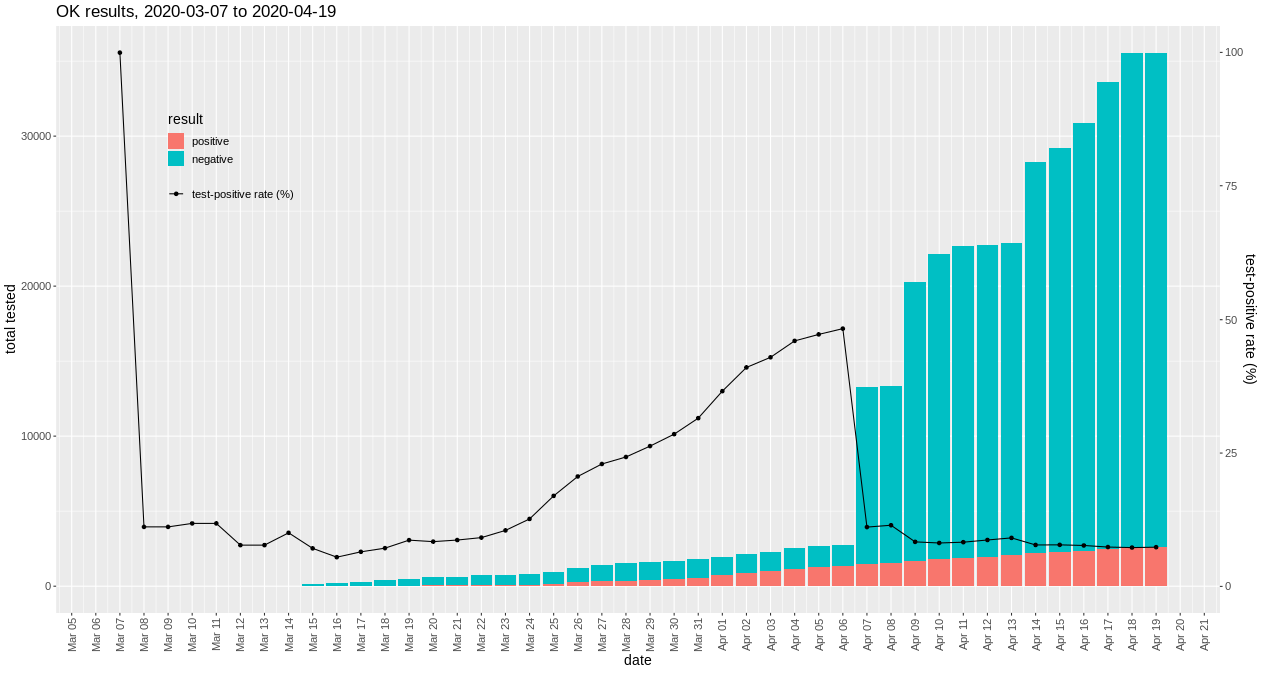 OK results, 2020-03-07 to 2020-04-19
total tested
30000
20000
10000
0
result
positive
negative
test-positive rate (%)
100
75
50
25
0
test-positive rate (%)
Mar 05
Mar 06
Mar 07
Mar 08
Mar 09
Mar 10
Mar 11
Mar 12
Mar 13
Mar 14
Mar 15
Mar 16
Mar 17
Mar 18
Mar 19
Mar 20
Mar 21
Mar 22
Mar 23
Mar 24
Mar 25
Mar 26
Mar 27
Mar 28
Mar 29
Mar 30
Mar 31
Apr 01
Apr 02
Apr 03
Apr 04
Apr 05
Apr 06
Apr 07
Apr 08
Apr 09
Apr 10
Apr 11
Apr 12
Apr 13
Apr 14
Apr 15
Apr 16
Apr 17
Apr 18
Apr 19
Apr 20
Apr 21
date